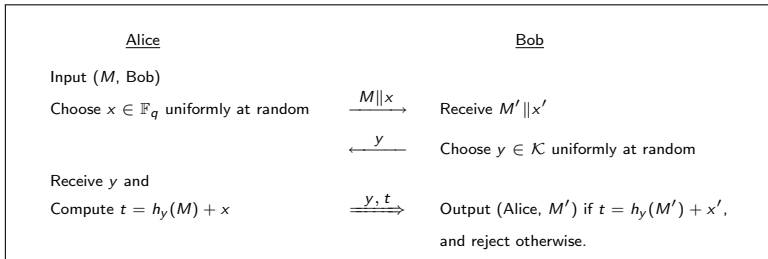 Alice Bob
Input (M, Bob)
Choose x ∈ 𝔽_q uniformly at random M‖x Receive M′‖x′
y Choose y ∈ 𝒦 uniformly at random
Receive y and
Compute t = h_y(M) + x y, t Output (Alice, M′) if t = h_y(M′) + x′,
and reject otherwise.